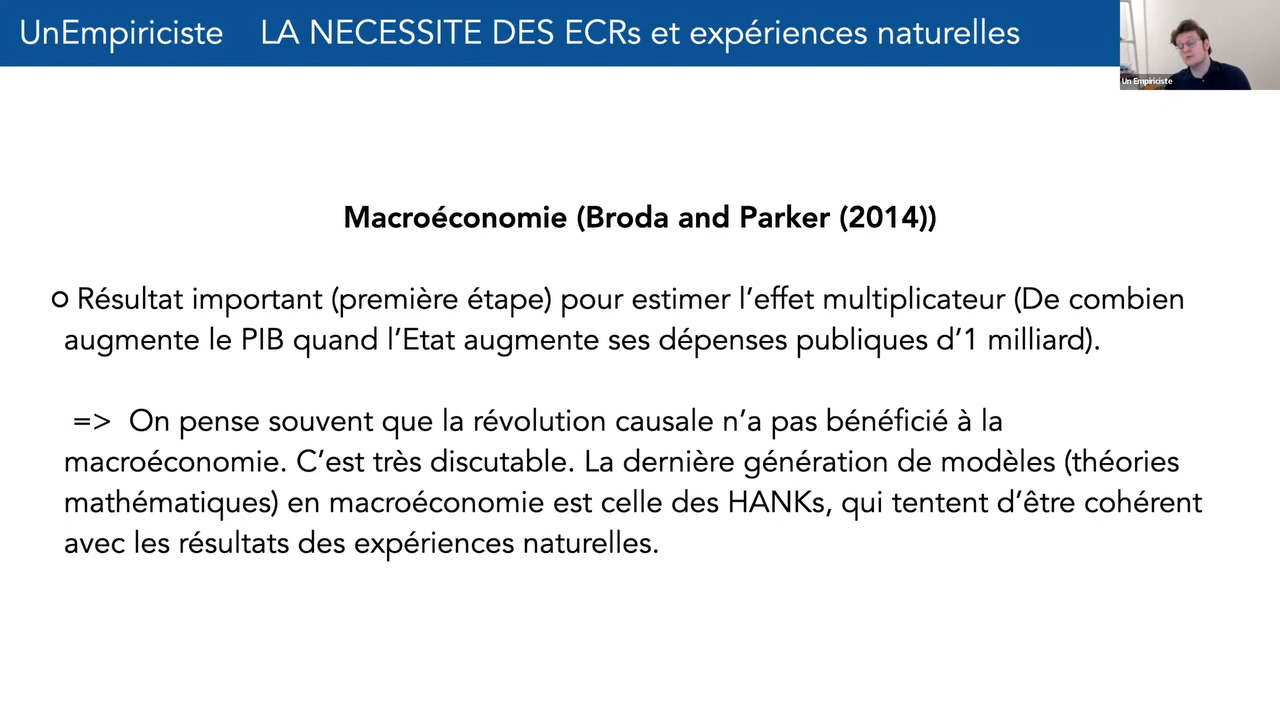 UnEmpiriciste LA NECESSITE DES ECRs et expériences naturelles
Un Empiriciste
Macroéconomie (Broda and Parker (2014))
○ Résultat important (première étape) pour estimer l’effet multiplicateur (De combien
augmente le PIB quand l’Etat augmente ses dépenses publiques d’1 milliard).
=> On pense souvent que la révolution causale n’a pas bénéficié à la
macroéconomie. C’est très discutable. La dernière génération de modèles (théories
mathématiques) en macroéconomie est celle des HANKs, qui tentent d’être cohérent
avec les résultats des expériences naturelles.